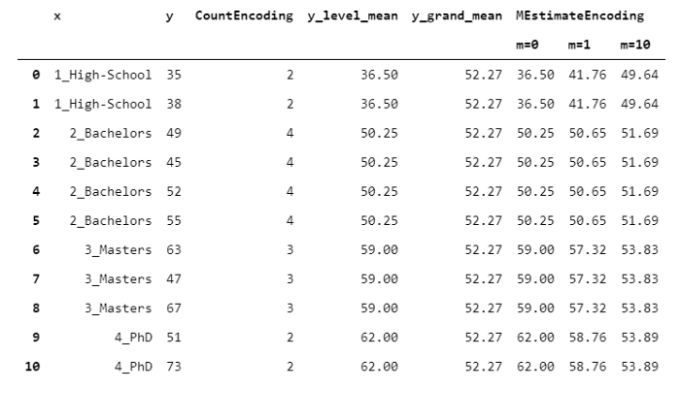 x y CountEncoding y_level_mean y_grand_mean MEstimateEncoding
m=0 m=1 m=10
0 1_High-School 35 2 36.50 52.27 36.50 41.76 49.64
1 1_High-School 38 2 36.50 52.27 36.50 41.76 49.64
2 2_Bachelors 49 4 50.25 52.27 50.25 50.65 51.69
3 2_Bachelors 45 4 50.25 52.27 50.25 50.65 51.69
4 2_Bachelors 52 4 50.25 52.27 50.25 50.65 51.69
5 2_Bachelors 55 4 50.25 52.27 50.25 50.65 51.69
6 3_Masters 63 3 59.00 52.27 59.00 57.32 53.83
7 3_Masters 47 3 59.00 52.27 59.00 57.32 53.83
8 3_Masters 67 3 59.00 52.27 59.00 57.32 53.83
9 4_PhD 51 2 62.00 52.27 62.00 58.76 53.89
10 4_PhD 73 2 62.00 52.27 62.00 58.76 53.89